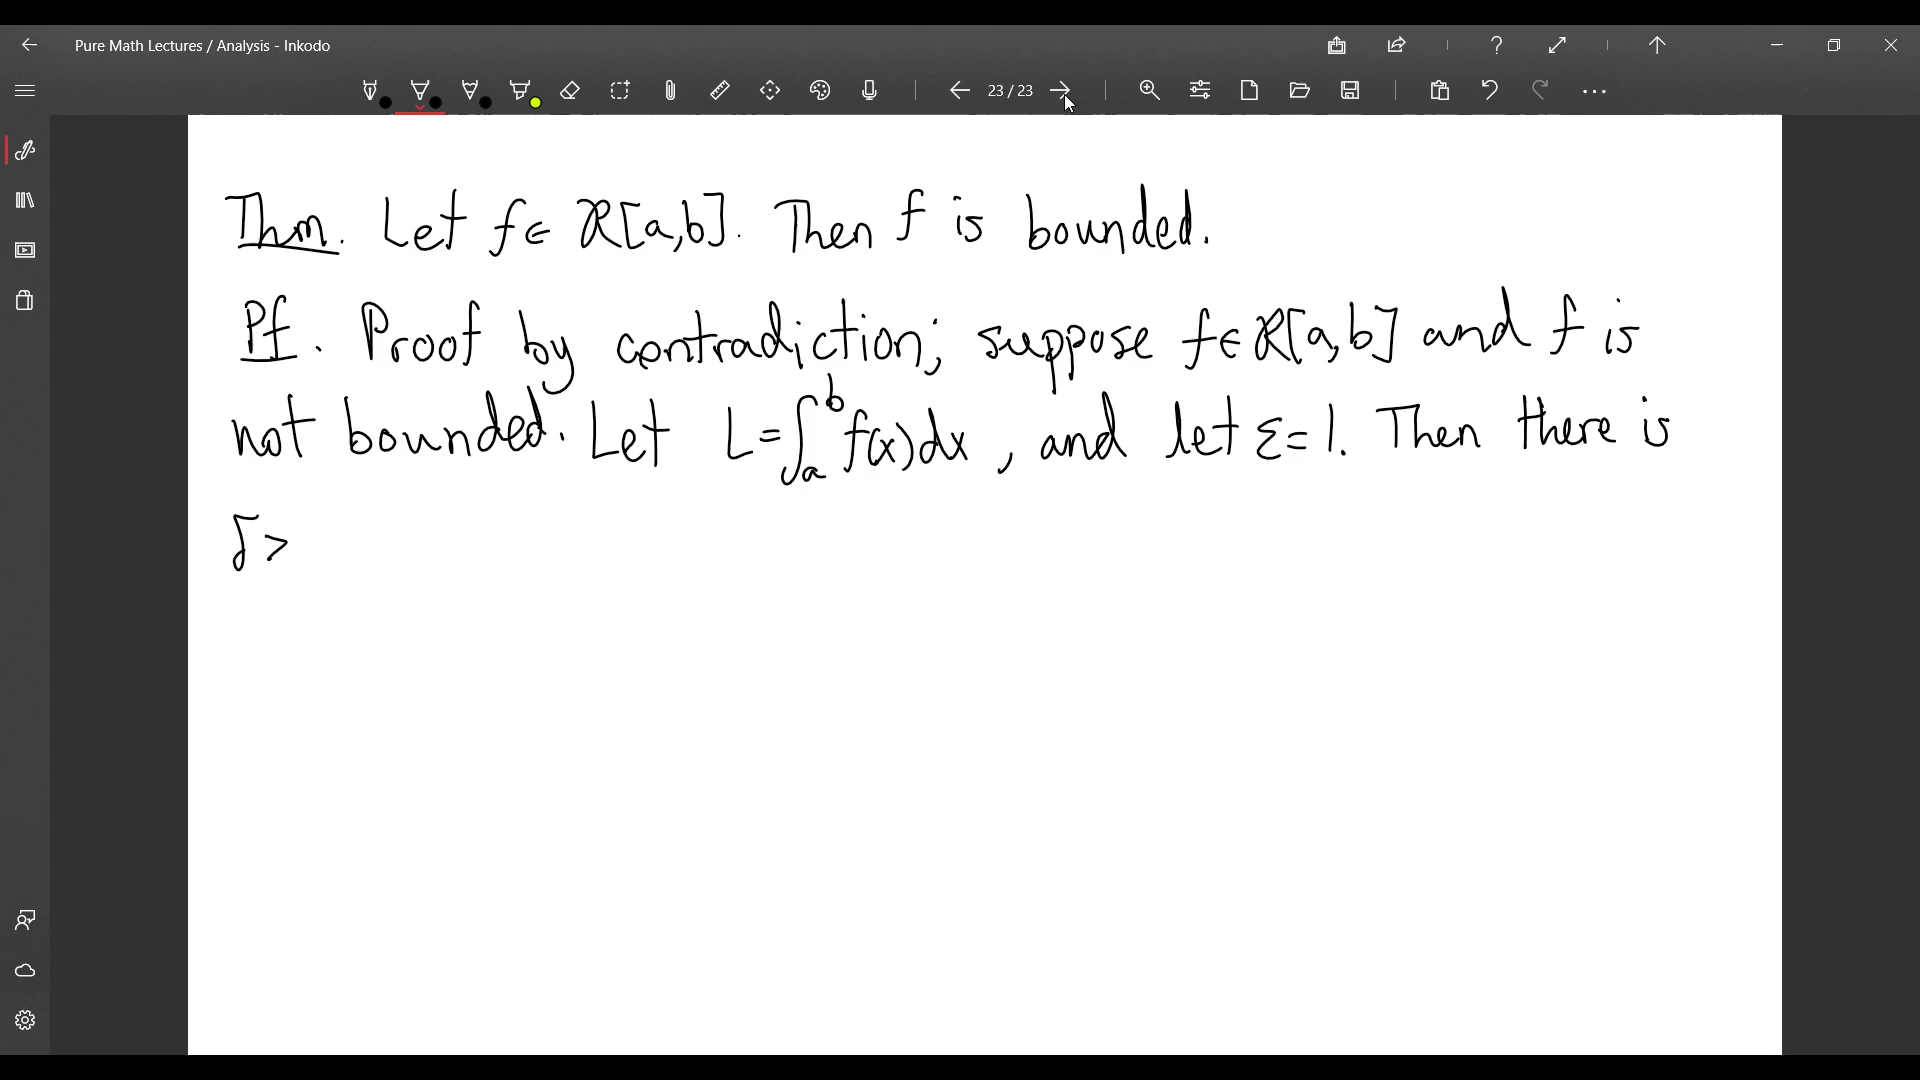 Pure Math Lectures / Analysis - Inkodo
23 / 23
Thm. Let f ∈ R[a,b]. Then f is bounded.
Pf. Proof by contradiction; suppose f ∈ R[a,b] and f is
not bounded. Let L = ∫_a^b f(x)dx, and let ε = 1. Then there is
δ >